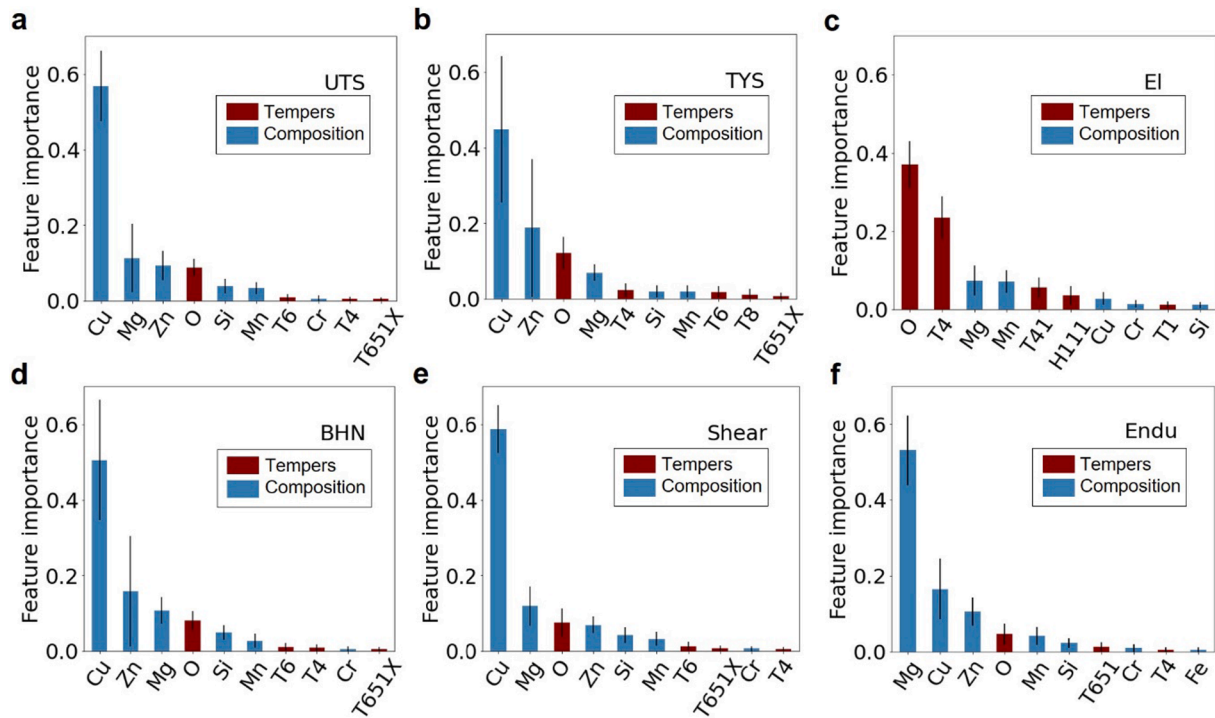 a
UTS
Tempers
Composition
Feature importance
0.6
0.4
0.2
0.0
Cu Mg Zn O Si Mn T6 Cr T4 T651X
b
TYS
Tempers
Composition
Feature importance
0.6
0.4
0.2
0.0
Cu Zn O Mg T4 Si Mn T6 T8 T651X
c
El
Tempers
Composition
Feature importance
0.6
0.4
0.2
0.0
O T4 Mg Mn T41 H111 Cu Cr T1 Si
d
BHN
Tempers
Composition
Feature importance
0.6
0.4
0.2
0.0
Cu Zn Mg O Si Mn T6 T4 Cr T651X
e
Shear
Tempers
Composition
Feature importance
0.6
0.4
0.2
0.0
Cu Mg O Zn Si Mn T6 T651X Cr T4
f
Endu
Tempers
Composition
Feature importance
0.6
0.4
0.2
0.0
Mg Cu Zn O Mn Si T651 Cr T4 Fe